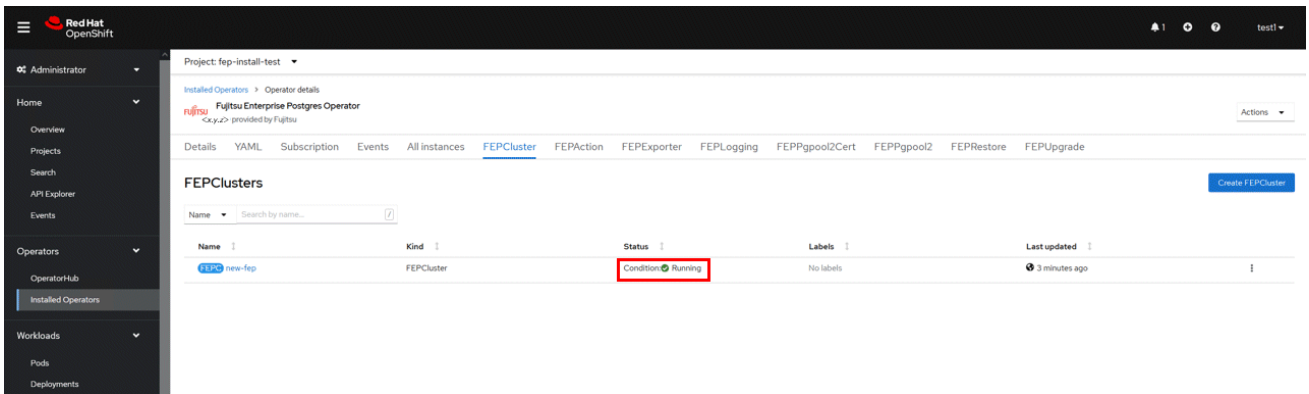 Red Hat
OpenShift
1
test1
Administrator
Project: fep-install-test
Home
Overview
Projects
Search
API Explorer
Events
Operators
OperatorHub
Installed Operators
Workloads
Pods
Deployments
Installed Operators > Operator details
FUJITSU Fujitsu Enterprise Postgres Operator
<x.y.z> provided by Fujitsu
Actions
Details YAML Subscription Events All instances FEPCluster FEPAction FEPExporter FEPLogging FEPPgpool2Cert FEPPgpool2 FEPRestore FEPUpgrade
FEPClusters
Create FEPCluster
Name Search by name... /
Name Kind Status Labels Last updated
FEPC new-fep FEPCluster Condition: Running No labels 3 minutes ago